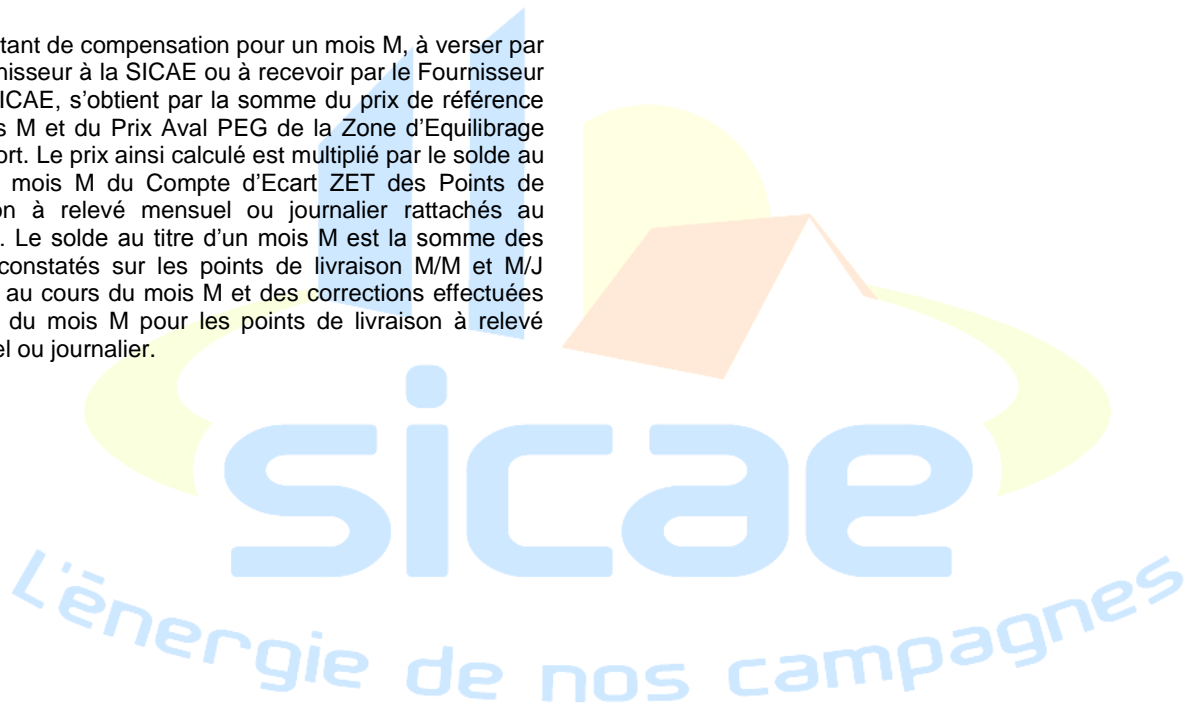 tant de compensation pour un mois M, à verser par
nisseur à la SICAE ou à recevoir par le Fournisseur
ICAE, s'obtient par la somme du prix de référence
s M et du Prix Aval PEG de la Zone d'Equilibrage
ort. Le prix ainsi calculé est multiplié par le solde au
mois M du Compte d'Ecart ZET des Points de
on à relevé mensuel ou journalier rattachés au
. Le solde au titre d'un mois M est la somme des
constatés sur les points de livraison M/M et M/J
au cours du mois M et des corrections effectuées
du mois M pour les points de livraison à relevé
el ou journalier.
sicae
L'énergie de nos campagnes